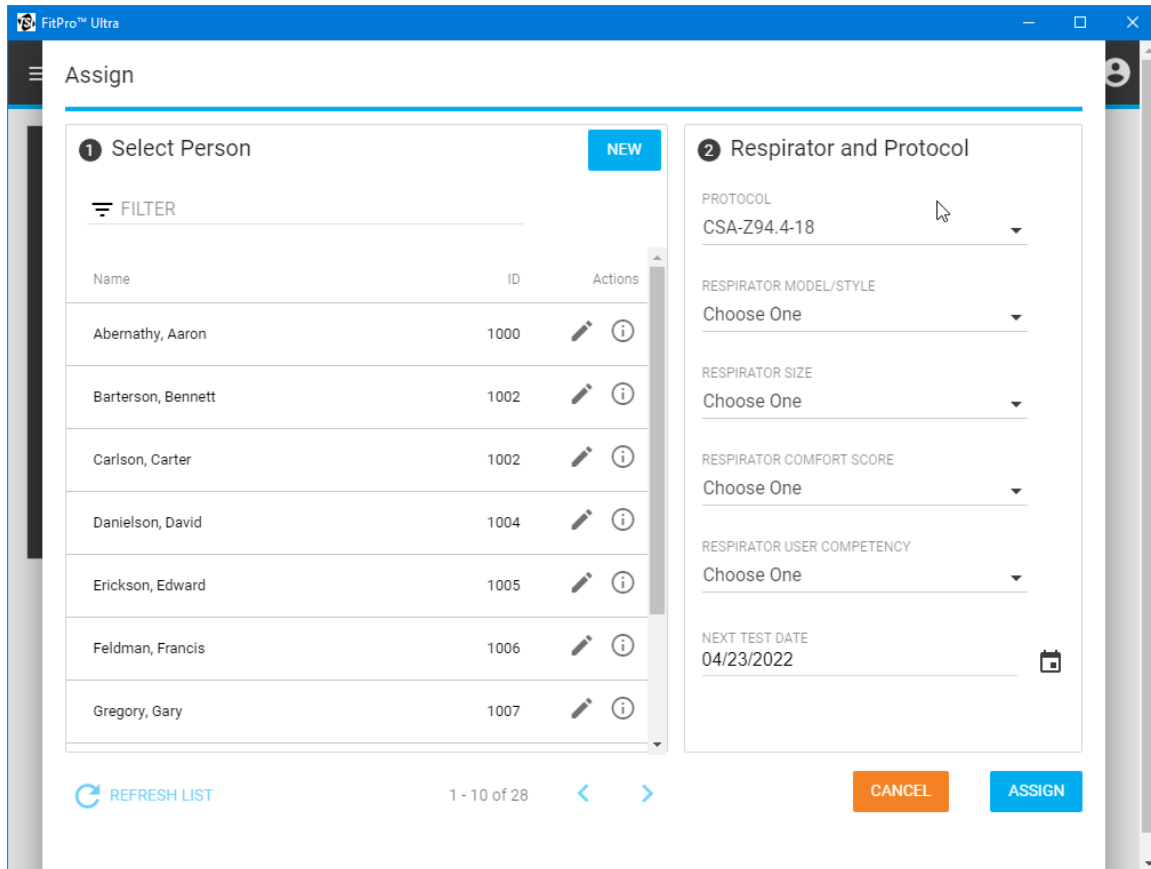 TSI FitPro™ Ultra
Assign
1 Select Person
NEW
FILTER
Name ID Actions
Abernathy, Aaron 1000
Barterson, Bennett 1002
Carlson, Carter 1002
Danielson, David 1004
Erickson, Edward 1005
Feldman, Francis 1006
Gregory, Gary 1007
REFRESH LIST
1 - 10 of 28
2 Respirator and Protocol
PROTOCOL
CSA-Z94.4-18
RESPIRATOR MODEL/STYLE
Choose One
RESPIRATOR SIZE
Choose One
RESPIRATOR COMFORT SCORE
Choose One
RESPIRATOR USER COMPETENCY
Choose One
NEXT TEST DATE
04/23/2022
CANCEL
ASSIGN